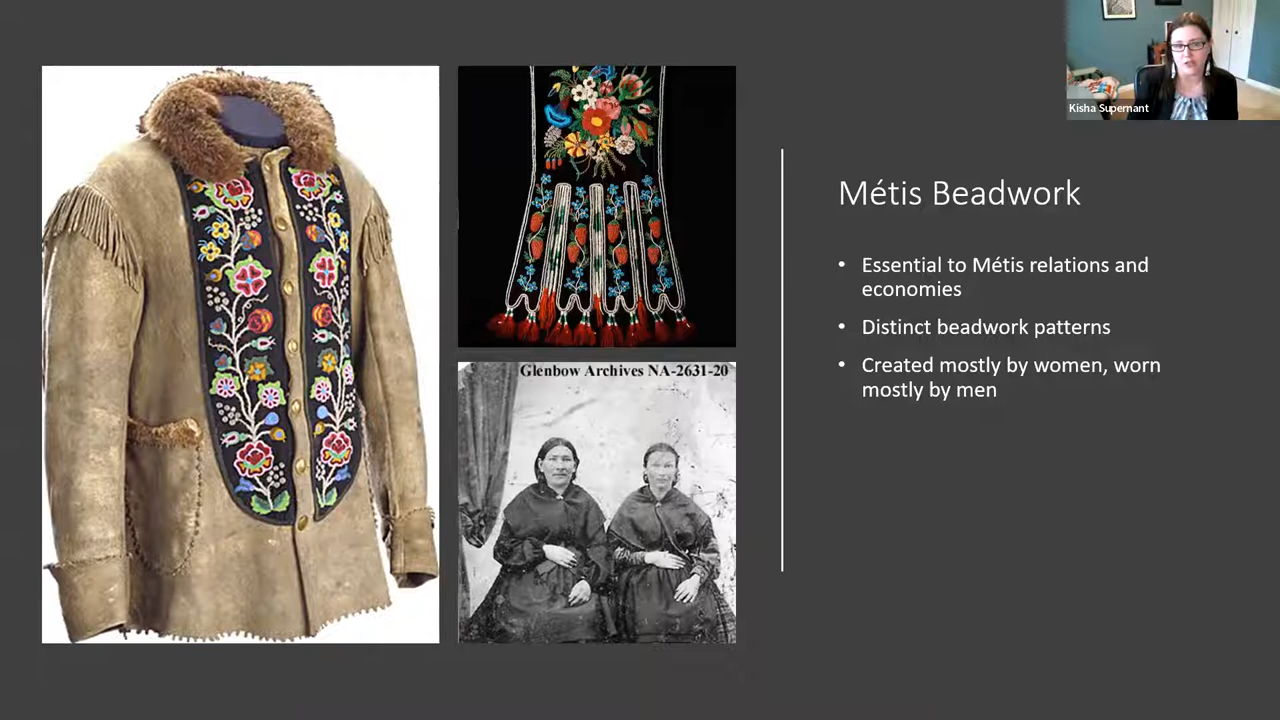 Kisha Supernant
Glenbow Archives NA-2631-20
Métis Beadwork
• Essential to Métis relations and
economies
• Distinct beadwork patterns
• Created mostly by women, worn
mostly by men